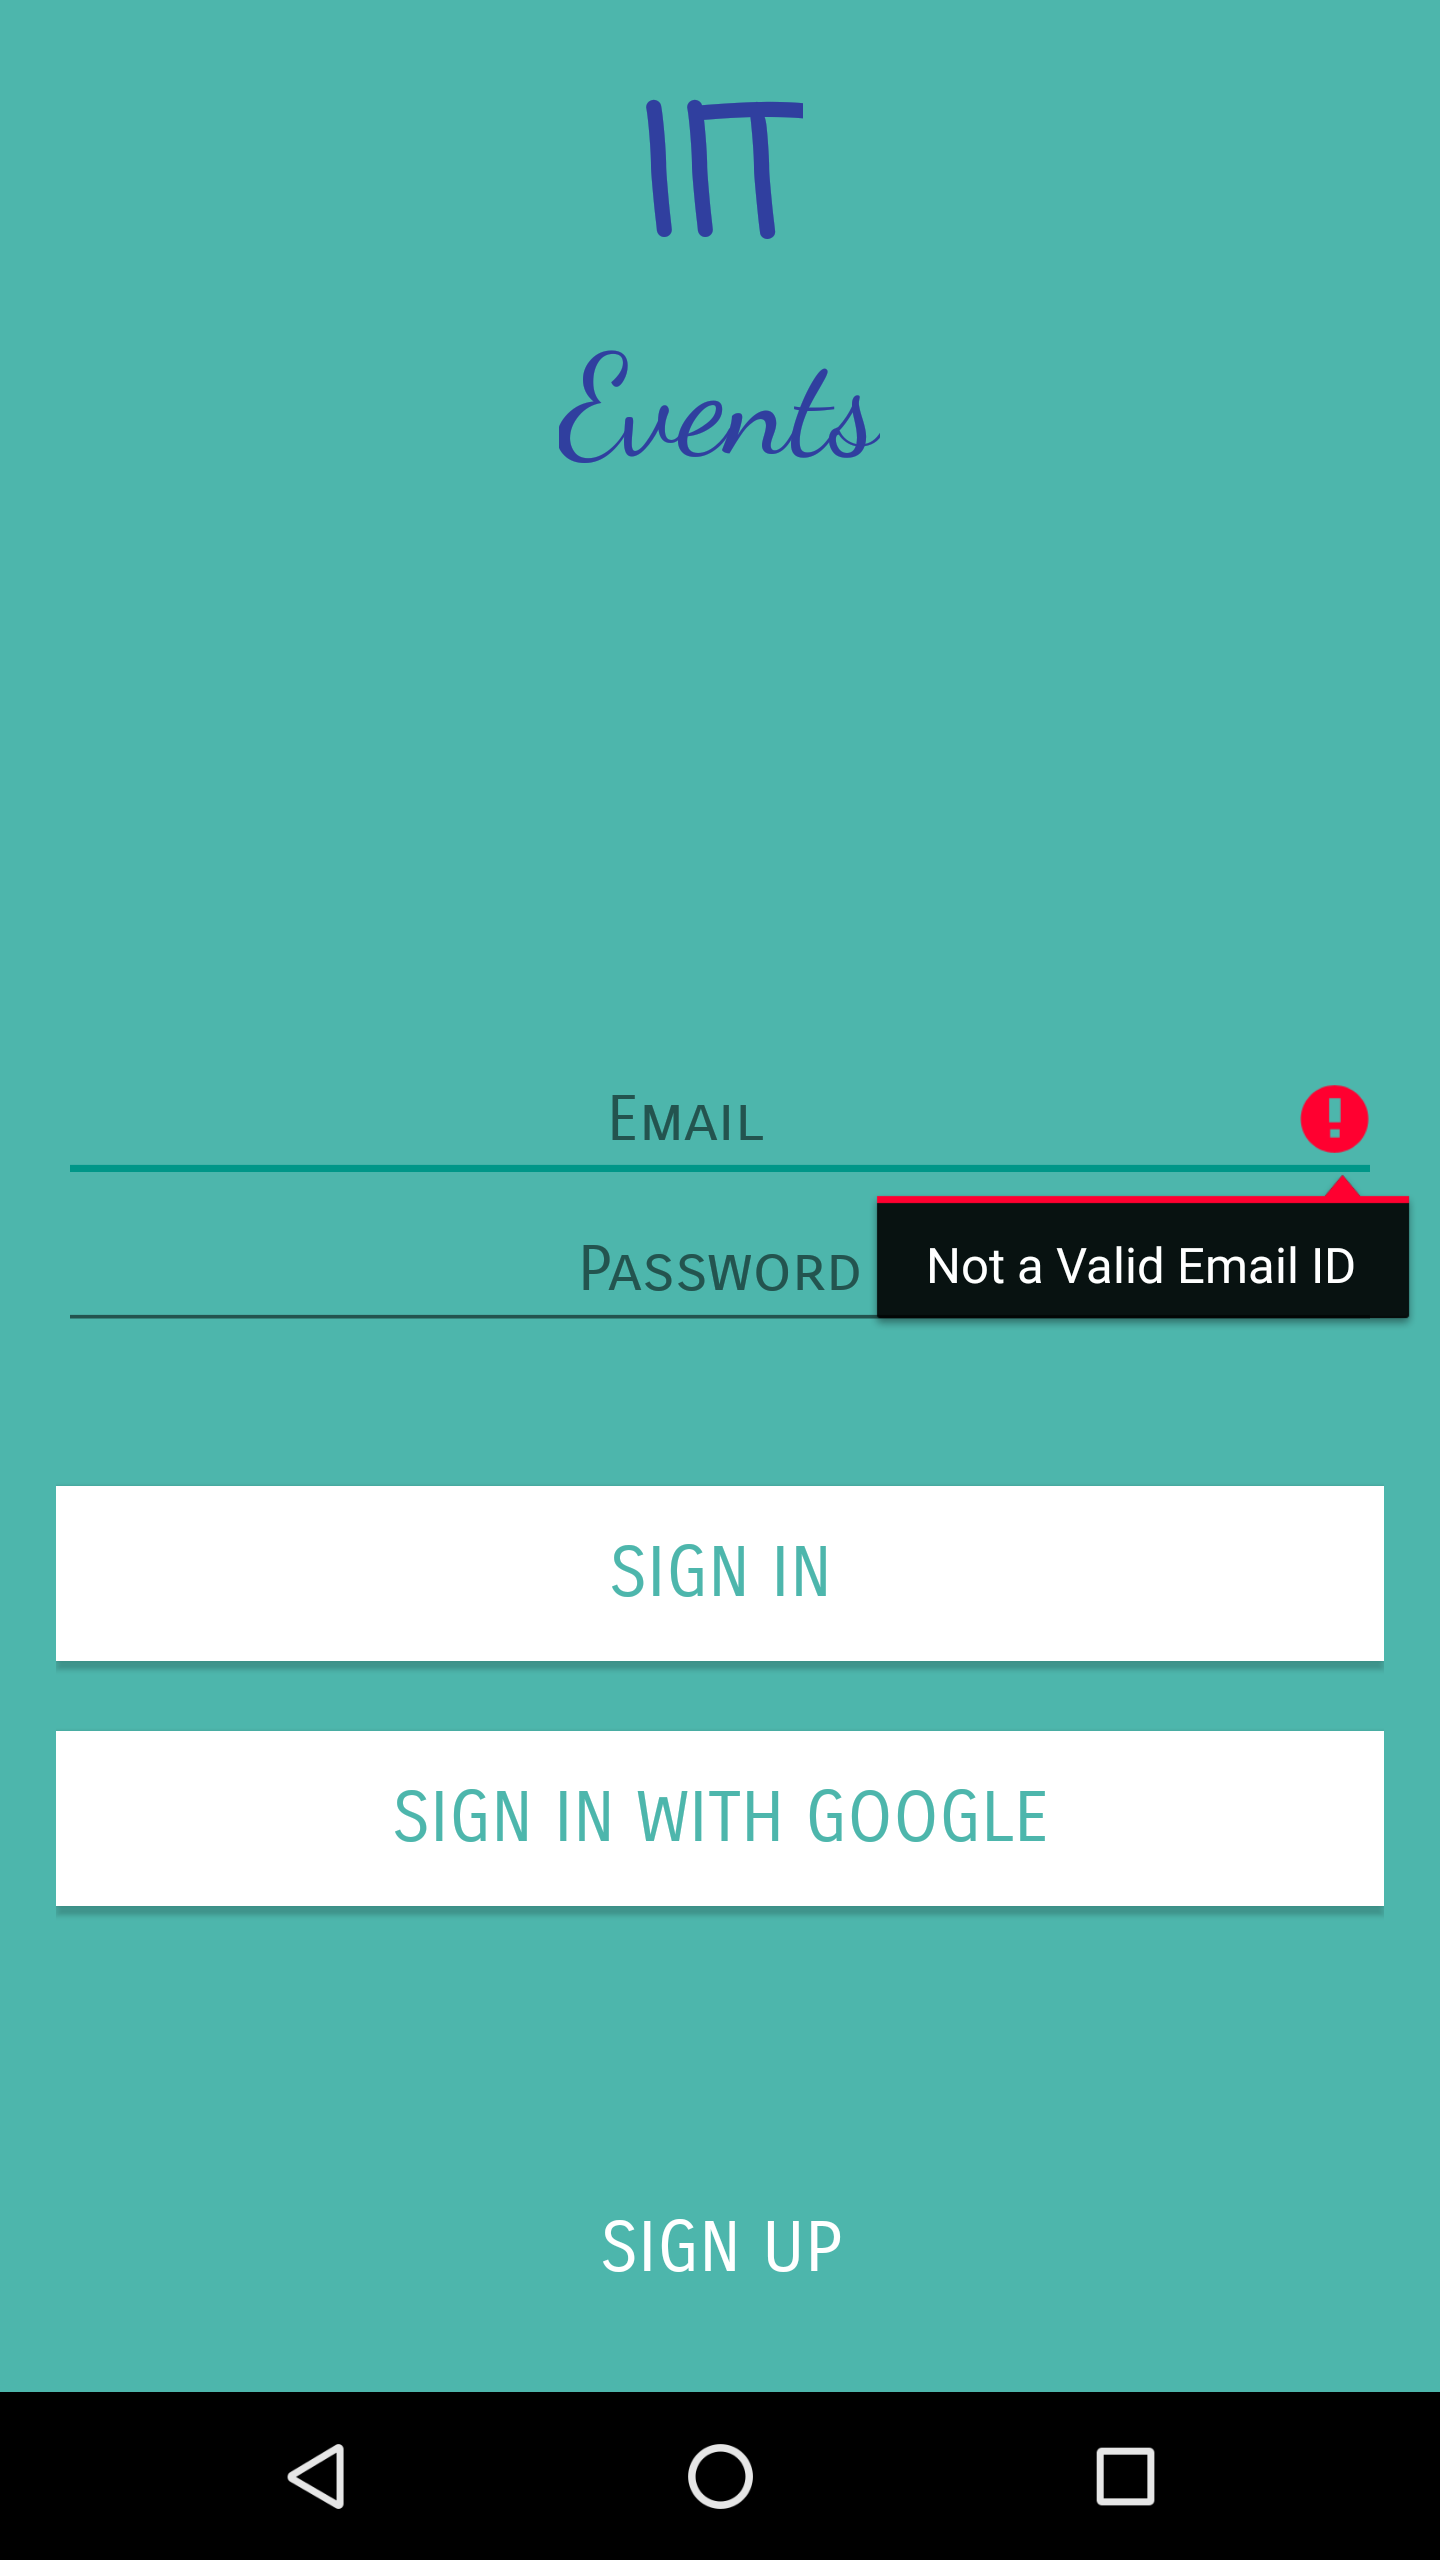 IIT
Events
Email
Password
Not a Valid Email ID
SIGN IN
SIGN IN WITH GOOGLE
SIGN UP